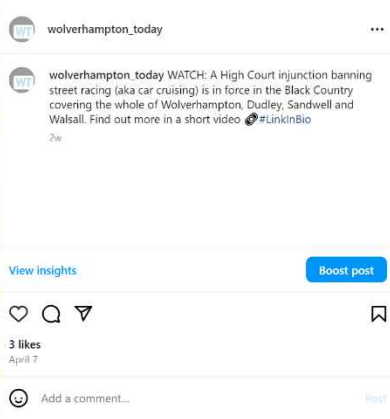 WT wolverhampton_today
WT wolverhampton_today WATCH: A High Court injunction banning
street racing (aka car cruising) is in force in the Black Country
covering the whole of Wolverhampton, Dudley, Sandwell and
Walsall. Find out more in a short video 🔗#LinkInBio
2w
View insights Boost post
3 likes
April 7
Add a comment... Post